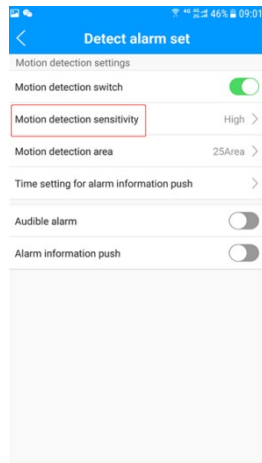 46% 09:01
Detect alarm set
Motion detection settings
Motion detection switch
Motion detection sensitivity High
Motion detection area 25Area
Time setting for alarm information push
Audible alarm
Alarm information push